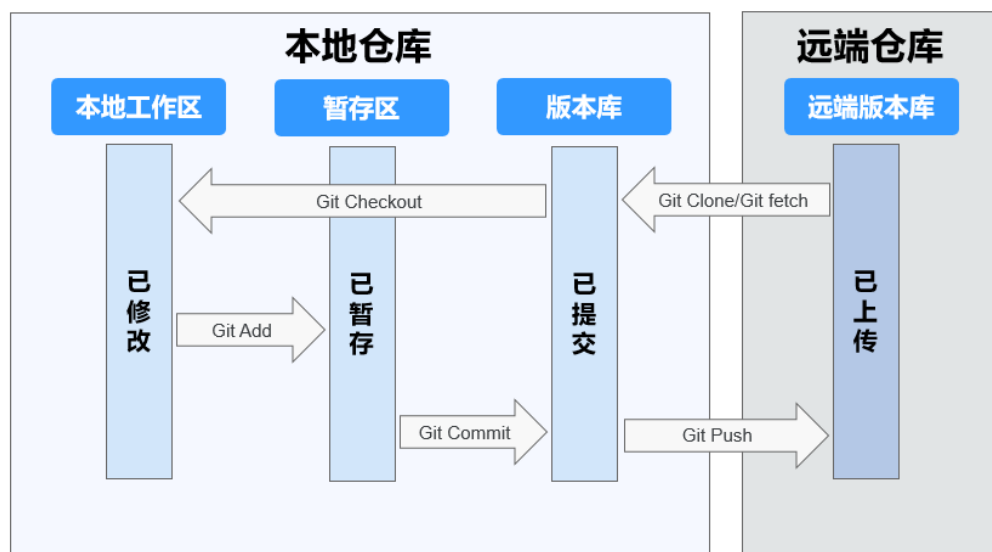 本地仓库
远端仓库
本地工作区
暂存区
版本库
远端版本库
Git Checkout
Git Clone/Git fetch
已修改
已暂存
已提交
已上传
Git Add
Git Commit
Git Push